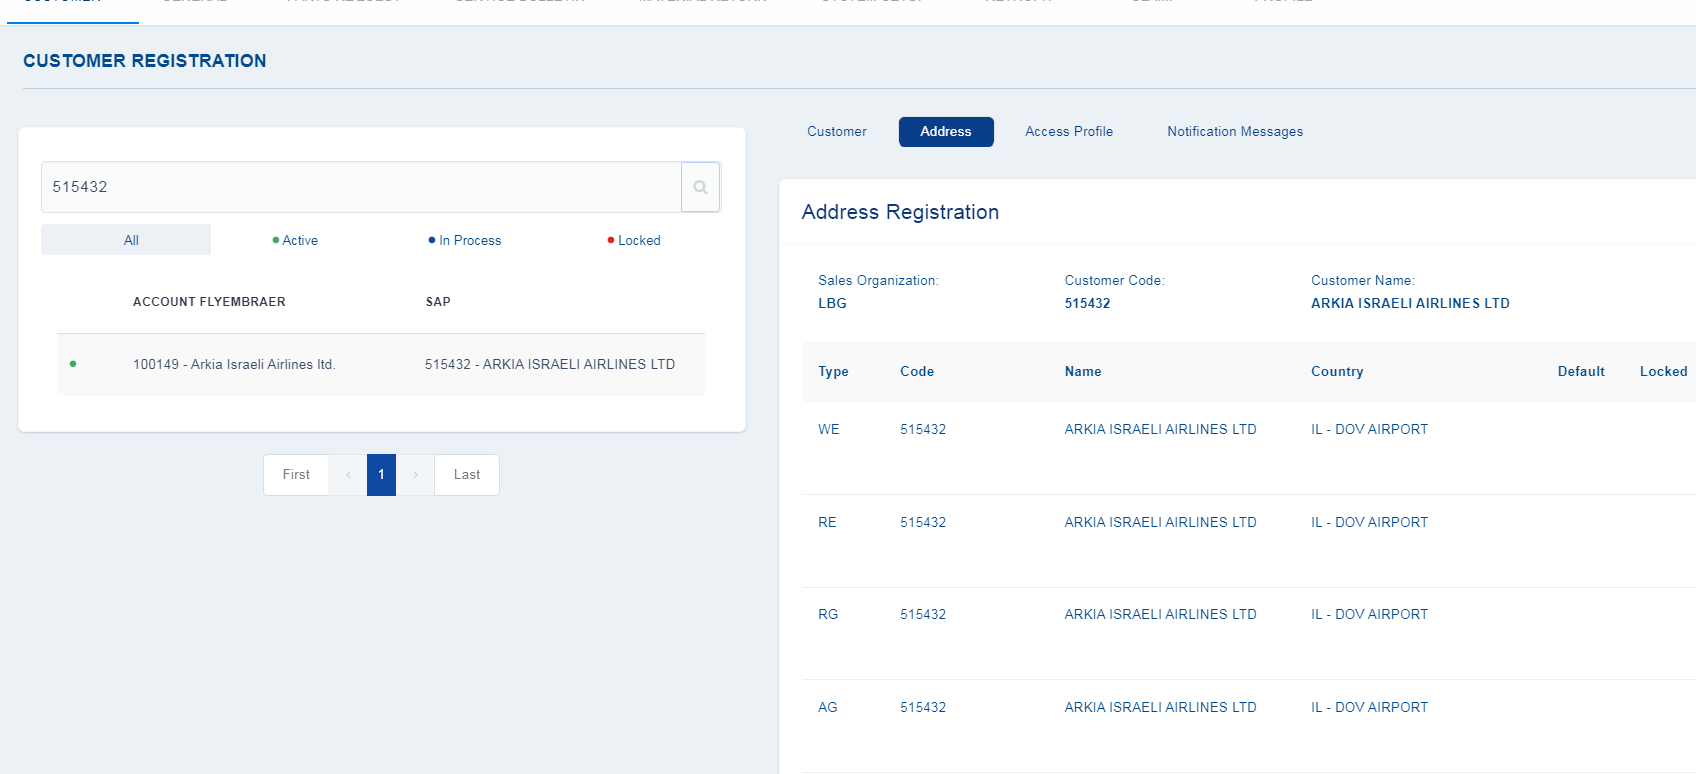 CUSTOMER REGISTRATION
515432
All
Active
In Process
Locked
ACCOUNT FLYEMBRAER SAP
100149 - Arkia Israeli Airlines ltd. 515432 - ARKIA ISRAELI AIRLINES LTD
First ‹ 1 › Last
Customer Address Access Profile Notification Messages
Address Registration
Sales Organization: Customer Code: Customer Name:
LBG 515432 ARKIA ISRAELI AIRLINES LTD
Type Code Name Country Default Locked
WE 515432 ARKIA ISRAELI AIRLINES LTD IL - DOV AIRPORT
RE 515432 ARKIA ISRAELI AIRLINES LTD IL - DOV AIRPORT
RG 515432 ARKIA ISRAELI AIRLINES LTD IL - DOV AIRPORT
AG 515432 ARKIA ISRAELI AIRLINES LTD IL - DOV AIRPORT